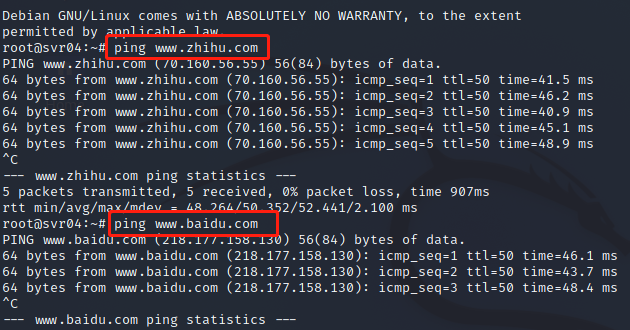 Debian GNU/Linux comes with ABSOLUTELY NO WARRANTY, to the extent
permitted by applicable law.
root@svr04:~# ping www.zhihu.com
PING www.zhihu.com (70.160.56.55) 56(84) bytes of data.
64 bytes from www.zhihu.com (70.160.56.55): icmp_seq=1 ttl=50 time=41.5 ms
64 bytes from www.zhihu.com (70.160.56.55): icmp_seq=2 ttl=50 time=46.2 ms
64 bytes from www.zhihu.com (70.160.56.55): icmp_seq=3 ttl=50 time=40.9 ms
64 bytes from www.zhihu.com (70.160.56.55): icmp_seq=4 ttl=50 time=45.1 ms
64 bytes from www.zhihu.com (70.160.56.55): icmp_seq=5 ttl=50 time=48.9 ms
^C
--- www.zhihu.com ping statistics ---
5 packets transmitted, 5 received, 0% packet loss, time 907ms
rtt min/avg/max/mdev = 48.264/50.352/52.441/2.100 ms
root@svr04:~# ping www.baidu.com
PING www.baidu.com (218.177.158.130) 56(84) bytes of data.
64 bytes from www.baidu.com (218.177.158.130): icmp_seq=1 ttl=50 time=46.1 ms
64 bytes from www.baidu.com (218.177.158.130): icmp_seq=2 ttl=50 time=43.7 ms
64 bytes from www.baidu.com (218.177.158.130): icmp_seq=3 ttl=50 time=48.4 ms
^C
--- www.baidu.com ping statistics ---